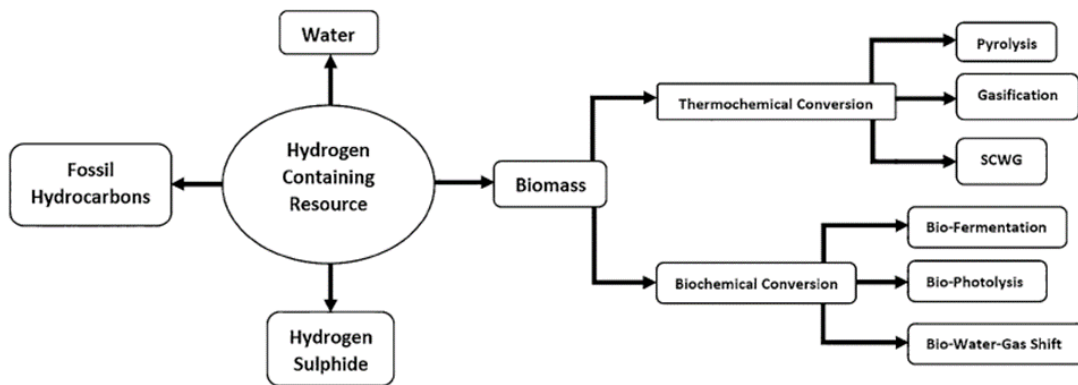 Water
Fossil
Hydrocarbons
Hydrogen
Containing
Resource
Biomass
Hydrogen
Sulphide
Thermochemical Conversion
Pyrolysis
Gasification
SCWG
Biochemical Conversion
Bio-Fermentation
Bio-Photolysis
Bio-Water-Gas Shift